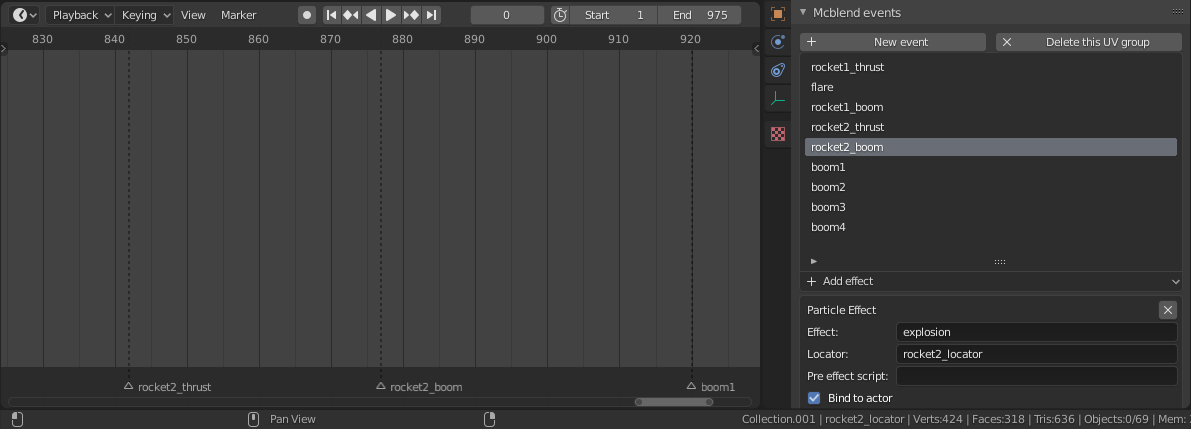 Playback Keying View Marker 0 Start 1 End 975
830 840 850 860 870 880 890 900 910 920
rocket2_thrust rocket2_boom boom1
Mcblend events
New event Delete this UV group
rocket1_thrust
flare
rocket1_boom
rocket2_thrust
rocket2_boom
boom1
boom2
boom3
boom4
Add effect
Particle Effect
Effect: explosion
Locator: rocket2_locator
Pre effect script:
Bind to actor
Pan View Collection.001 | rocket2_locator | Verts:424 | Faces:318 | Tris:636 | Objects:0/69 | Mem: